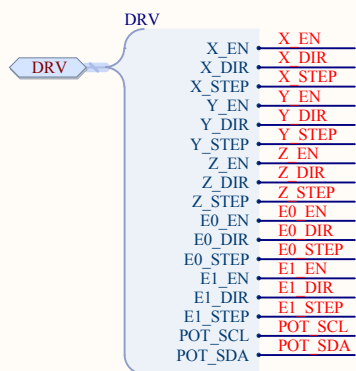 DRV
DRV
X_EN X_EN
X_DIR X_DIR
X_STEP X_STEP
Y_EN Y_EN
Y_DIR Y_DIR
Y_STEP Y_STEP
Z_EN Z_EN
Z_DIR Z_DIR
Z_STEP Z_STEP
E0_EN E0_EN
E0_DIR E0_DIR
E0_STEP E0_STEP
E1_EN E1_EN
E1_DIR E1_DIR
E1_STEP E1_STEP
POT_SCL POT_SCL
POT_SDA POT_SDA